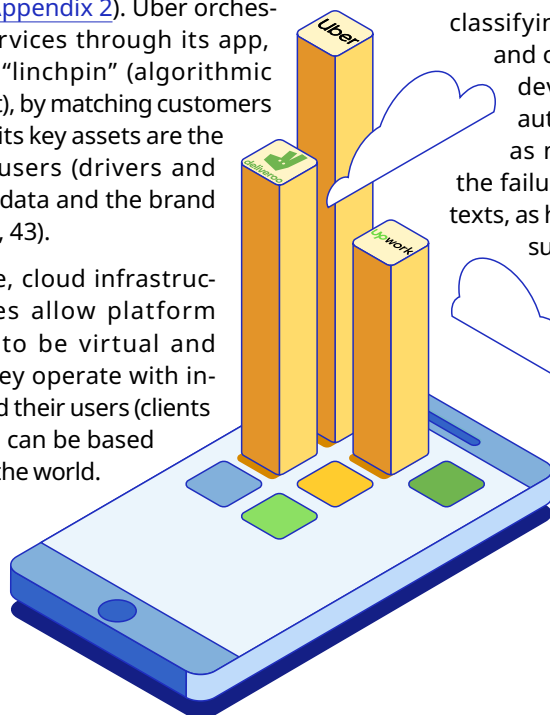 Appendix 2). Uber orches-
rvices through its app,
“linchpin” (algorithmic
t), by matching customers
its key assets are the
users (drivers and
data and the brand
, 43).
e, cloud infrastruc-
es allow platform
to be virtual and
ey operate with in-
d their users (clients
can be based
the world.
Uber
deliveroo
upwork
classifyin
and o
dev
aut
as n
the failu
texts, as h
su